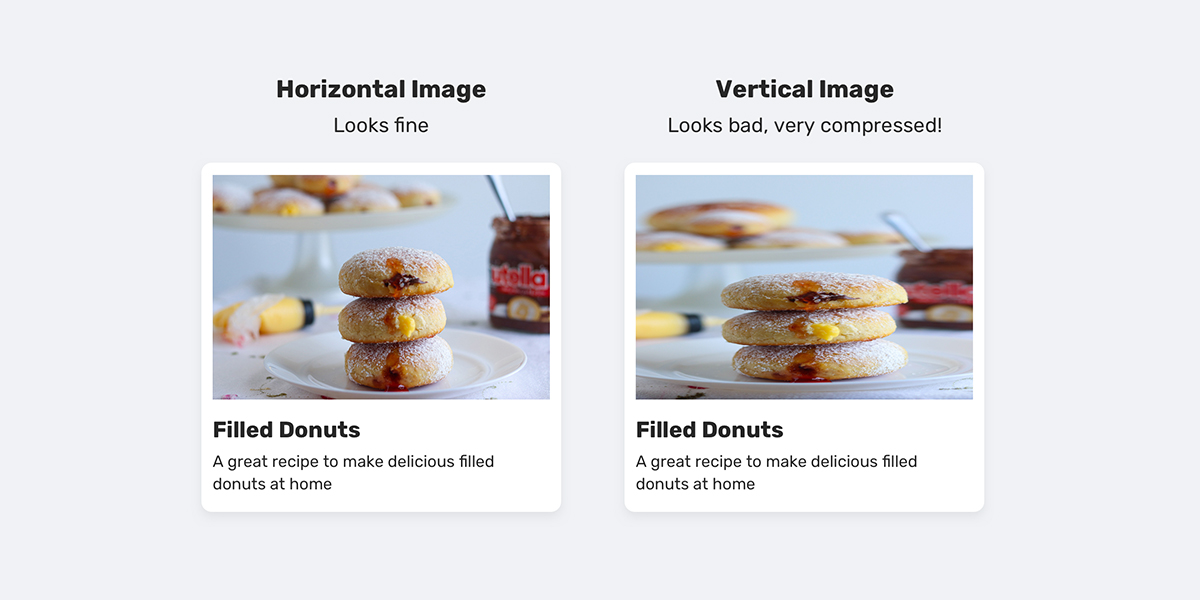 Horizontal Image
Looks fine
Vertical Image
Looks bad, very compressed!
utella
Filled Donuts
A great recipe to make delicious filled
donuts at home
Filled Donuts
A great recipe to make delicious filled
donuts at home